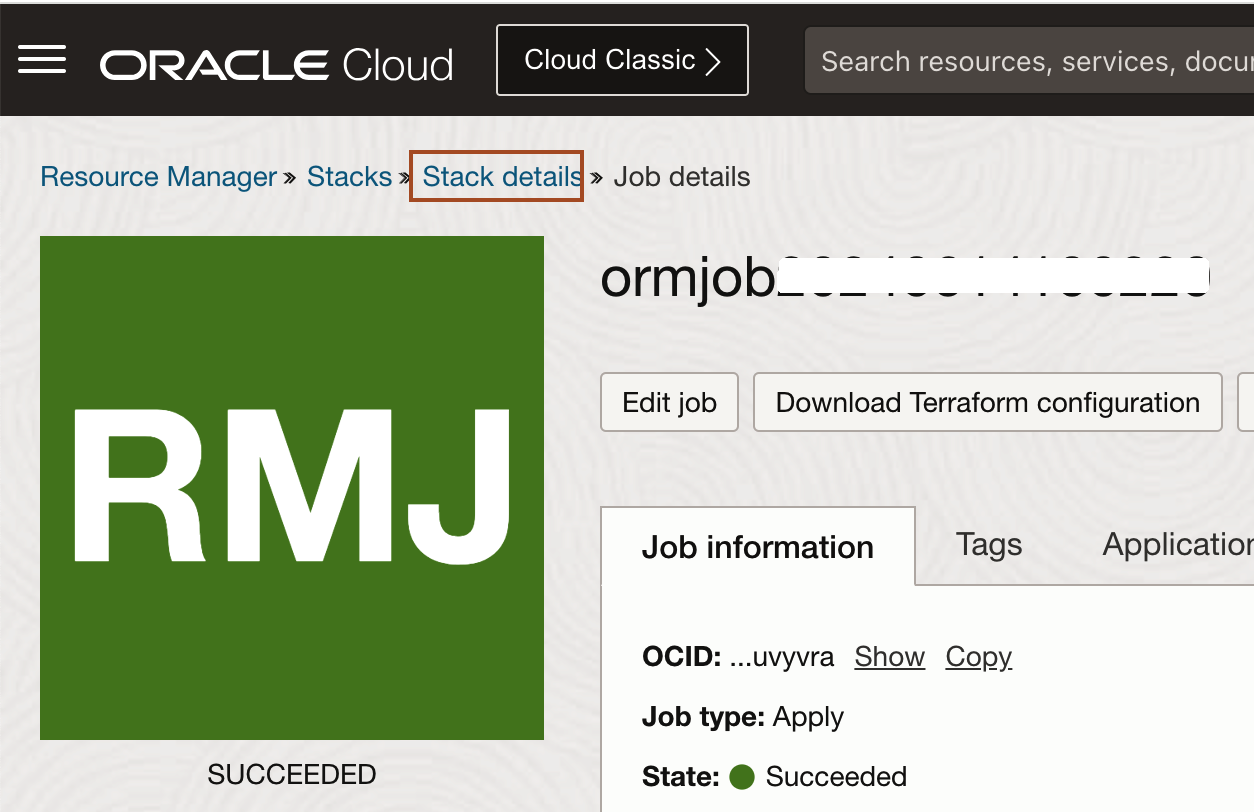 ORACLE Cloud
Cloud Classic
Search resources, services, docu
Resource Manager » Stacks » Stack details » Job details
RMJ
SUCCEEDED
ormjob
Edit job
Download Terraform configuration
Job information
Tags
Application
OCID: ...uvyvra Show Copy
Job type: Apply
State: Succeeded